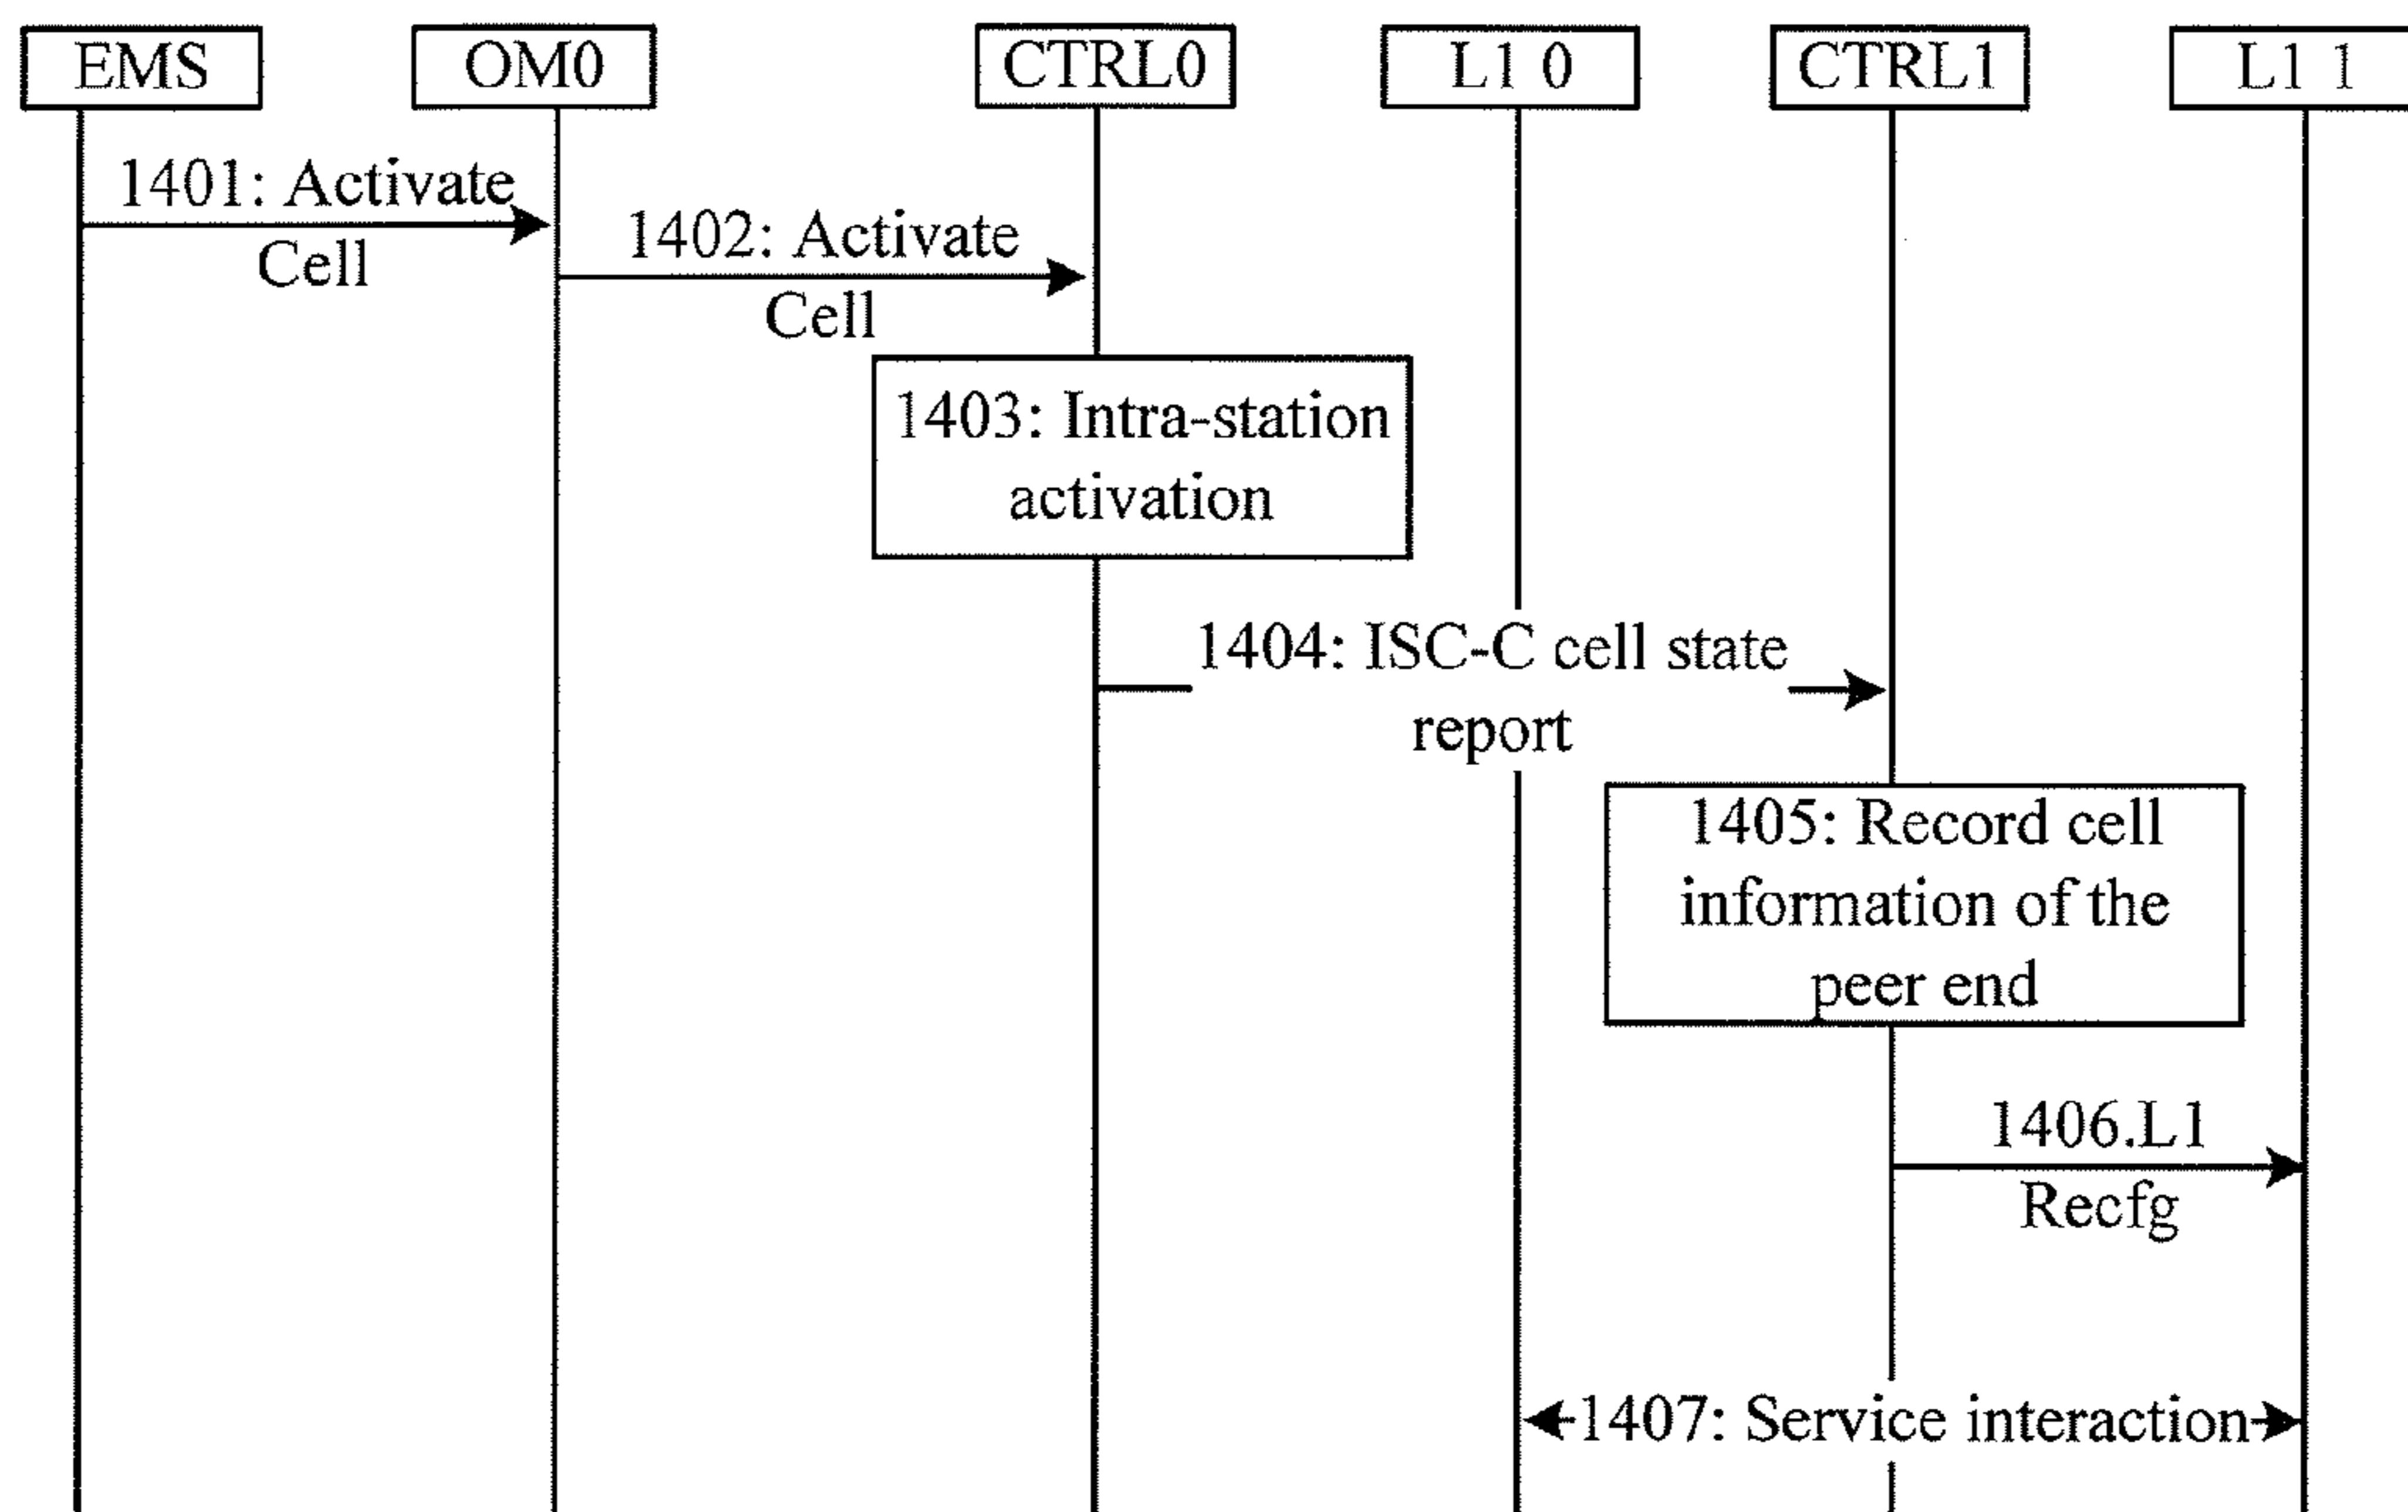 EMS
OM0
CTRL0
L1 0
CTRL1
L1 1
1401: Activate
Cell
1402: Activate
Cell
1403: Intra-station
activation
1404: ISC-C cell state
report
1405: Record cell
information of the
peer end
1406.L1
Recfg
1407: Service interaction